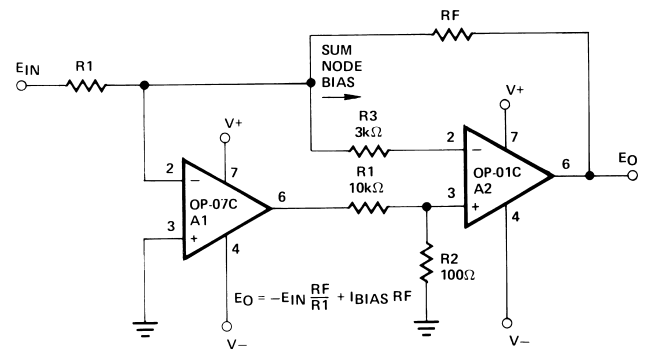 RF
EIN
R1
SUM
NODE
BIAS
V+
R3
3kΩ
V+
2
7
2
7
R1
10kΩ
6
EO
OP-01C
A2
6
3
OP-07C
A1
3
4
4
R2
100Ω
EO = −EIN RF/R1 + IBIAS RF
V−
V−